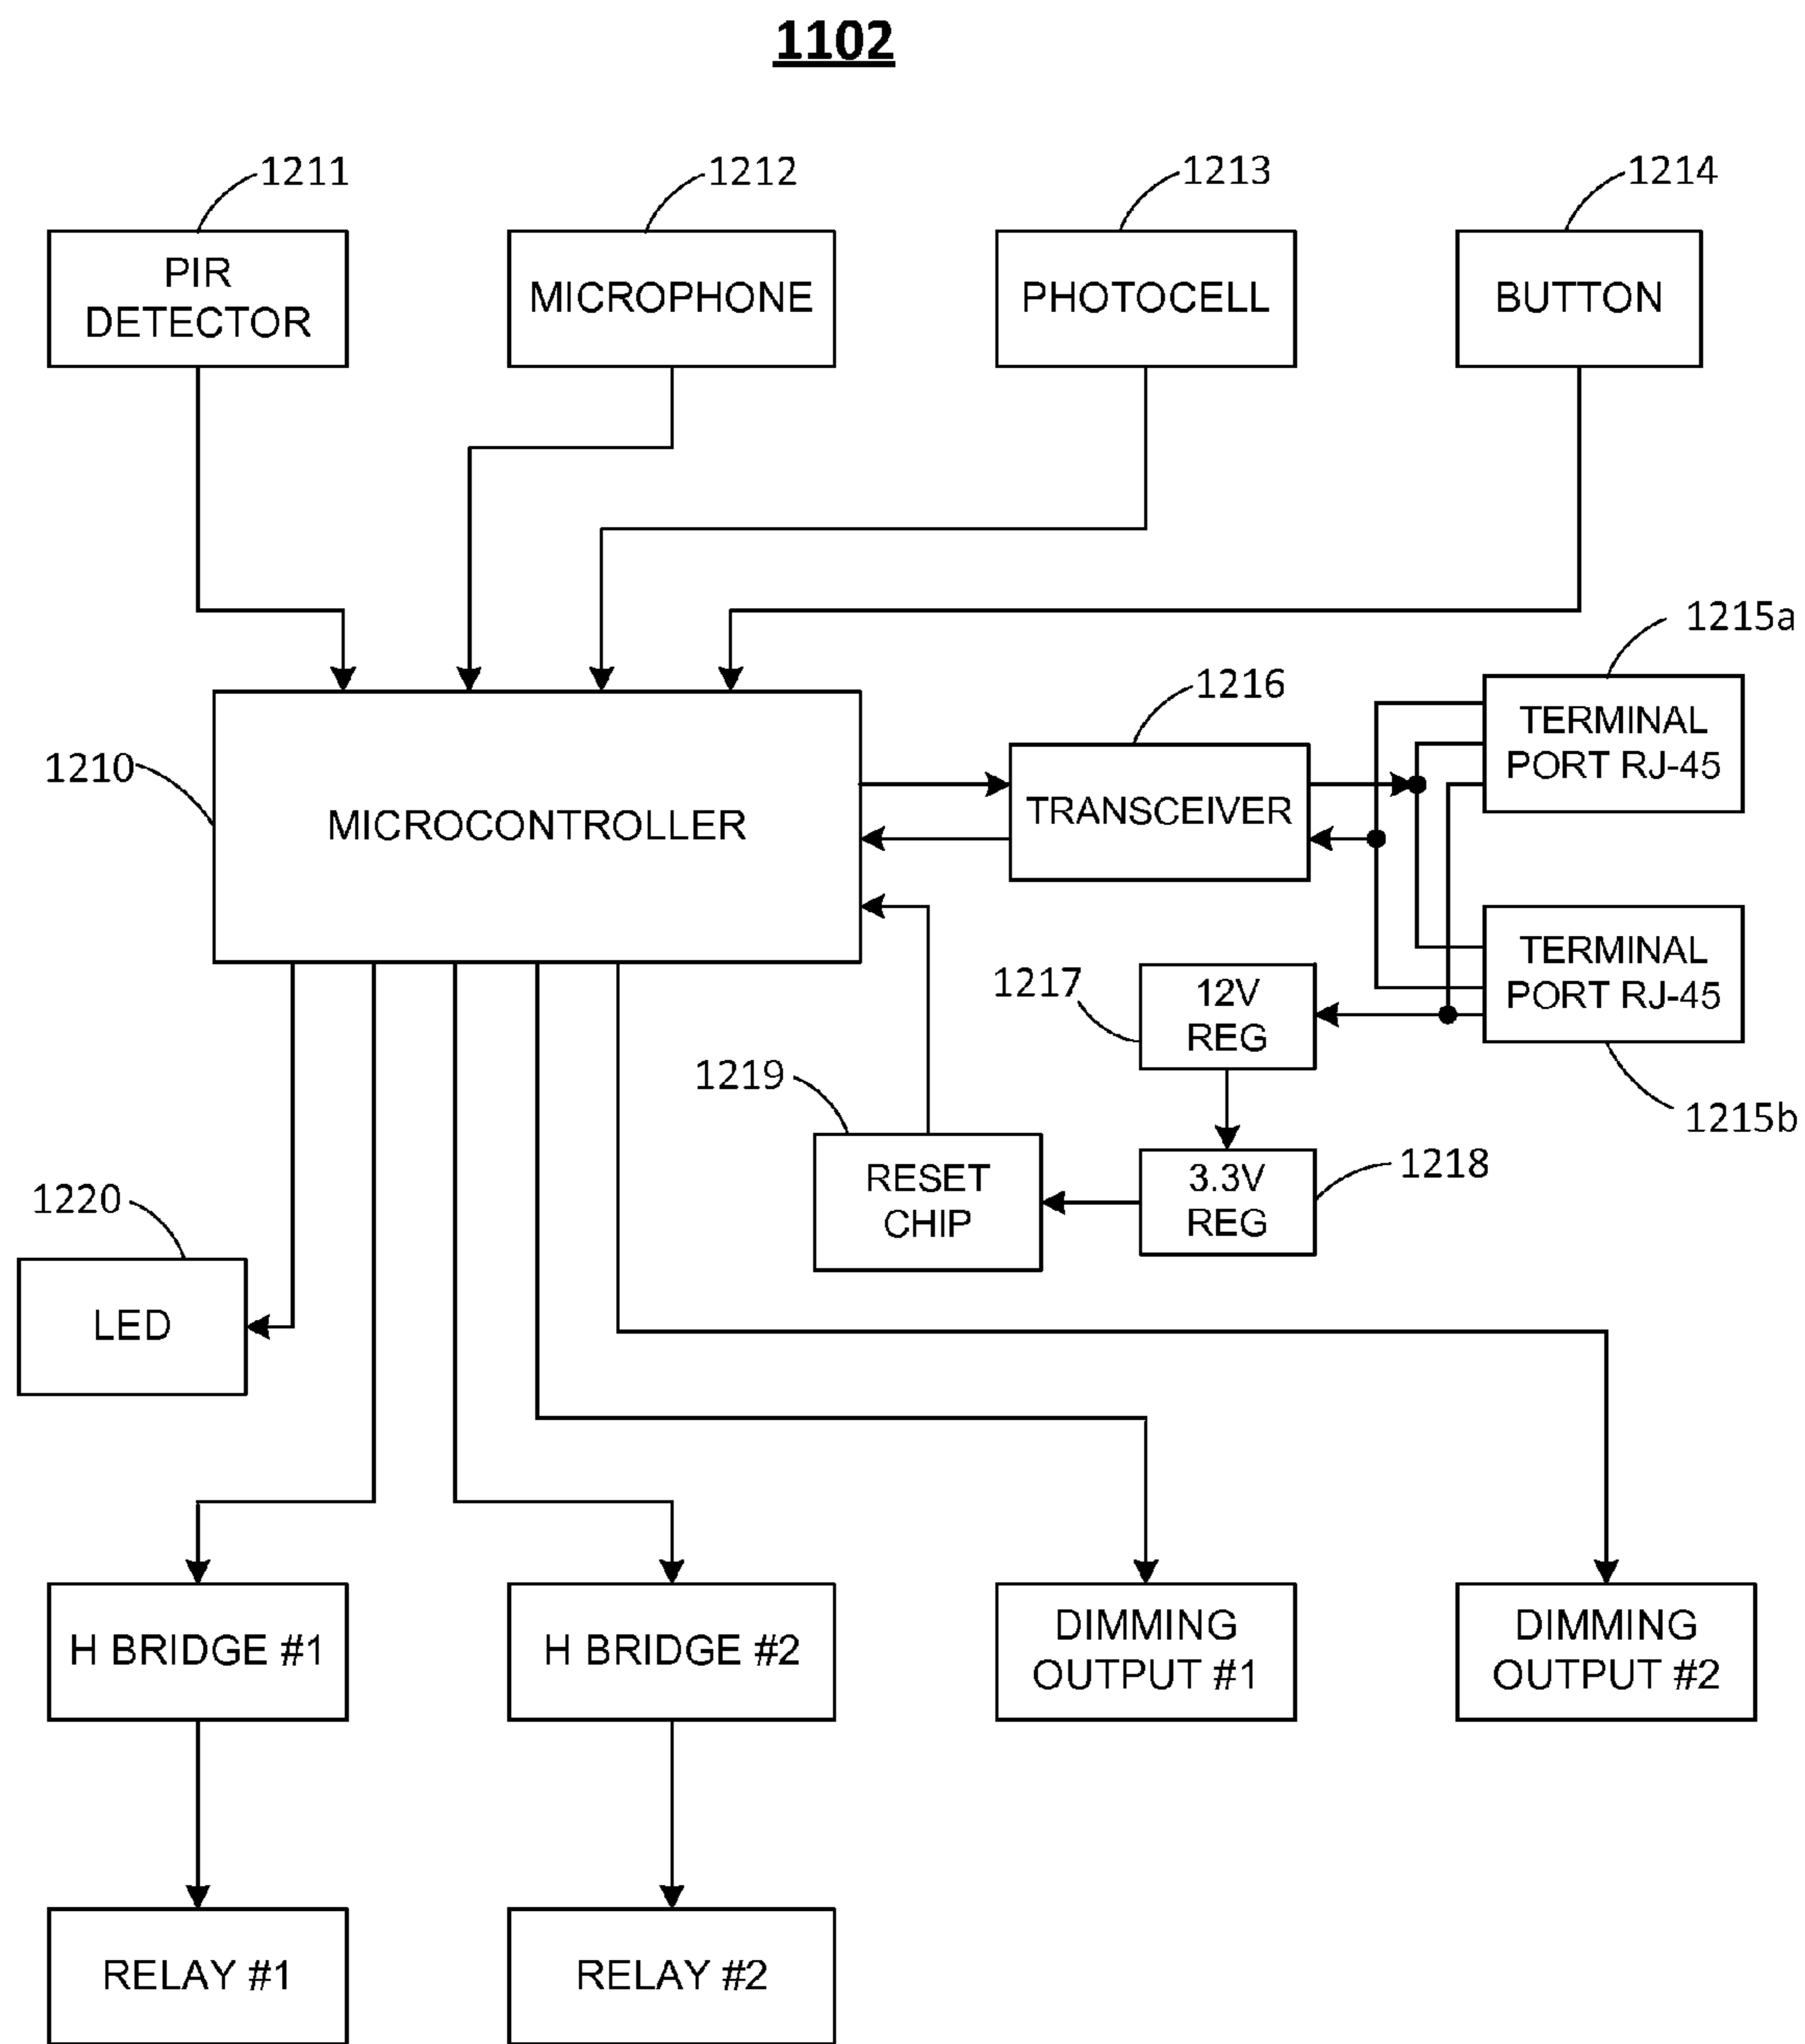 1102
1211
1212
1213
1214
PIR
DETECTOR
MICROPHONE
PHOTOCELL
BUTTON
1215a
1216
TERMINAL
PORT RJ-45
1210
MICROCONTROLLER
TRANSCEIVER
TERMINAL
PORT RJ-45
1217
12V
REG
1215b
1219
RESET
CHIP
3.3V
REG
1218
1220
LED
H BRIDGE #1
H BRIDGE #2
DIMMING
OUTPUT #1
DIMMING
OUTPUT #2
RELAY #1
RELAY #2